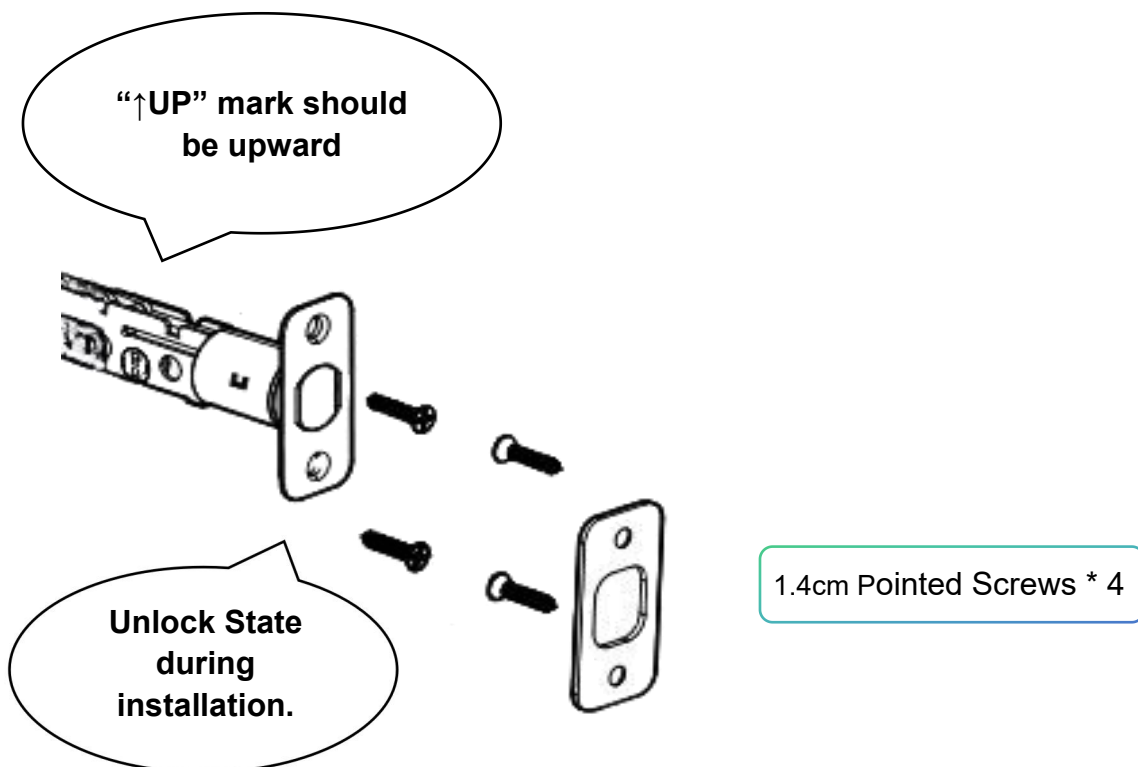 “↑UP” mark should
be upward
Unlock State
during
installation.
1.4cm Pointed Screws * 4